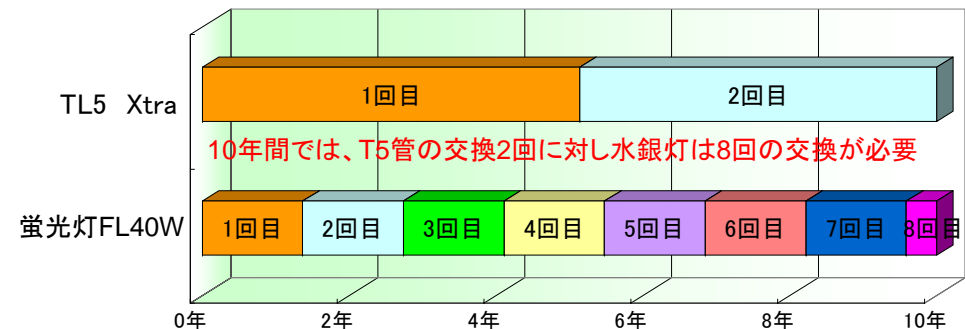 TL5 Xtra
1回目 2回目
10年間では、T5管の交換2回に対し水銀灯は8回の交換が必要
蛍光灯FL40W
1回目 2回目 3回目 4回目 5回目 6回目 7回目 8回目
0年 2年 4年 6年 8年 10年